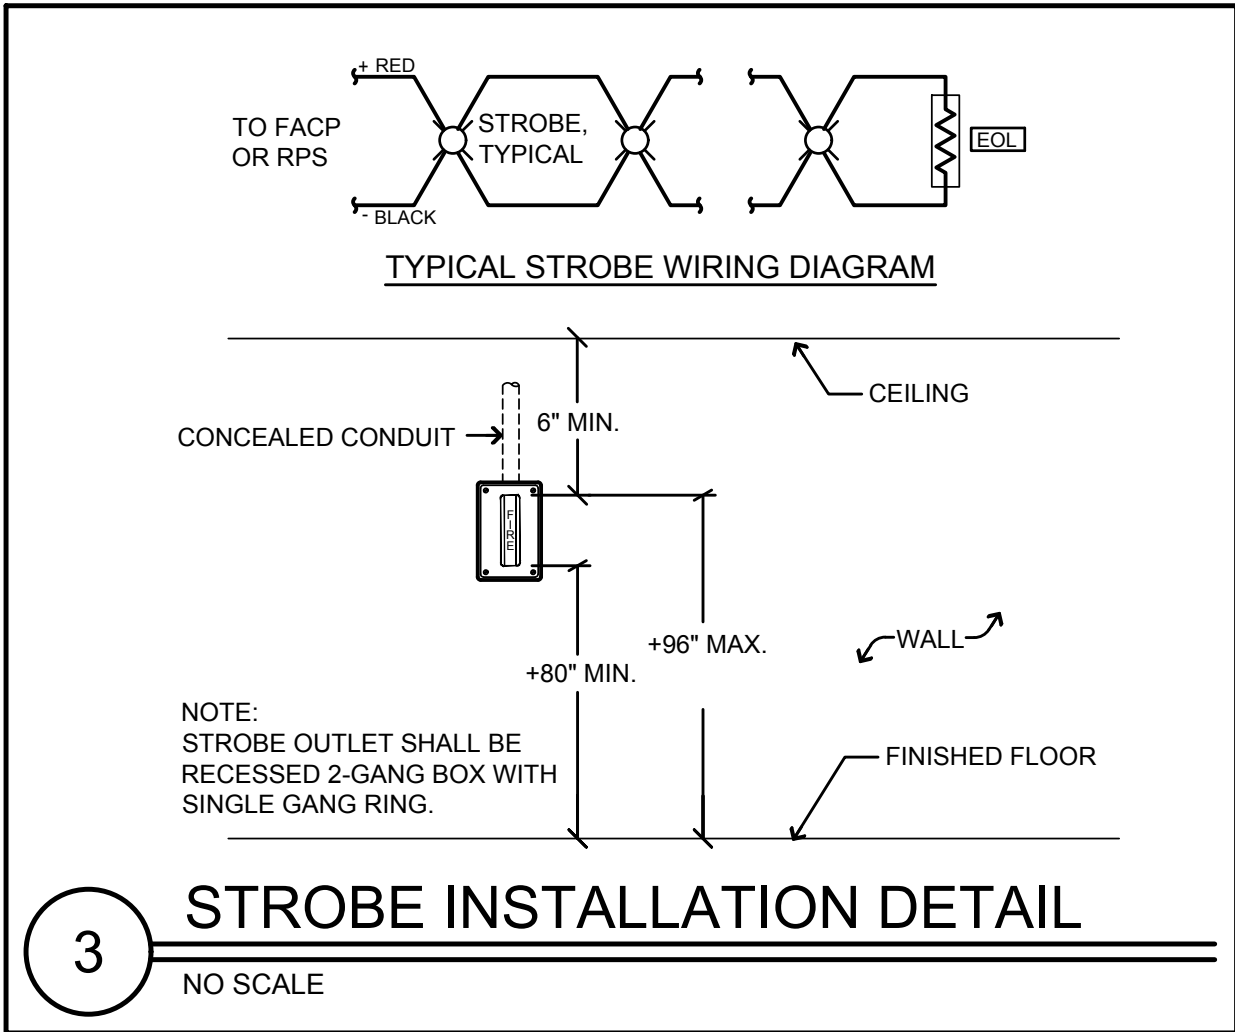 + RED
TO FACP
OR RPS
STROBE,
TYPICAL
EOL
- BLACK
TYPICAL STROBE WIRING DIAGRAM
CEILING
6" MIN.
CONCEALED CONDUIT
FIRE
+96" MAX.
WALL
+80" MIN.
NOTE:
STROBE OUTLET SHALL BE
RECESSED 2-GANG BOX WITH
SINGLE GANG RING.
FINISHED FLOOR
3
STROBE INSTALLATION DETAIL
NO SCALE